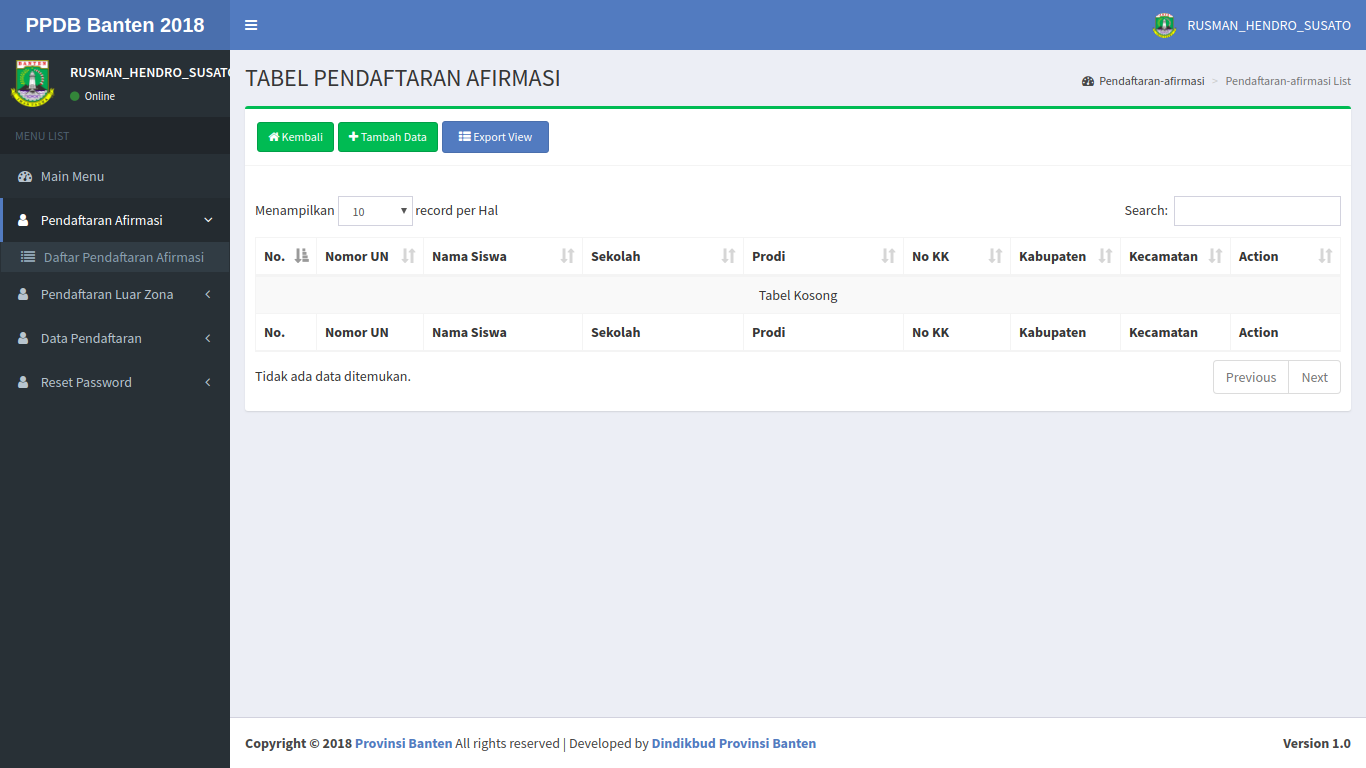 PPDB Banten 2018
RUSMAN_HENDRO_SUSATO
RUSMAN_HENDRO_SUSATO
Online
MENU LIST
Main Menu
Pendaftaran Afirmasi
Daftar Pendaftaran Afirmasi
Pendaftaran Luar Zona
Data Pendaftaran
Reset Password
TABEL PENDAFTARAN AFIRMASI
Pendaftaran-afirmasi > Pendaftaran-afirmasi List
Kembali Tambah Data Export View
Menampilkan 10 record per Hal Search:
No. Nomor UN Nama Siswa Sekolah Prodi No KK Kabupaten Kecamatan Action
Tabel Kosong
No. Nomor UN Nama Siswa Sekolah Prodi No KK Kabupaten Kecamatan Action
Tidak ada data ditemukan. Previous Next
Copyright © 2018 Provinsi Banten All rights reserved | Developed by Dindikbud Provinsi Banten Version 1.0